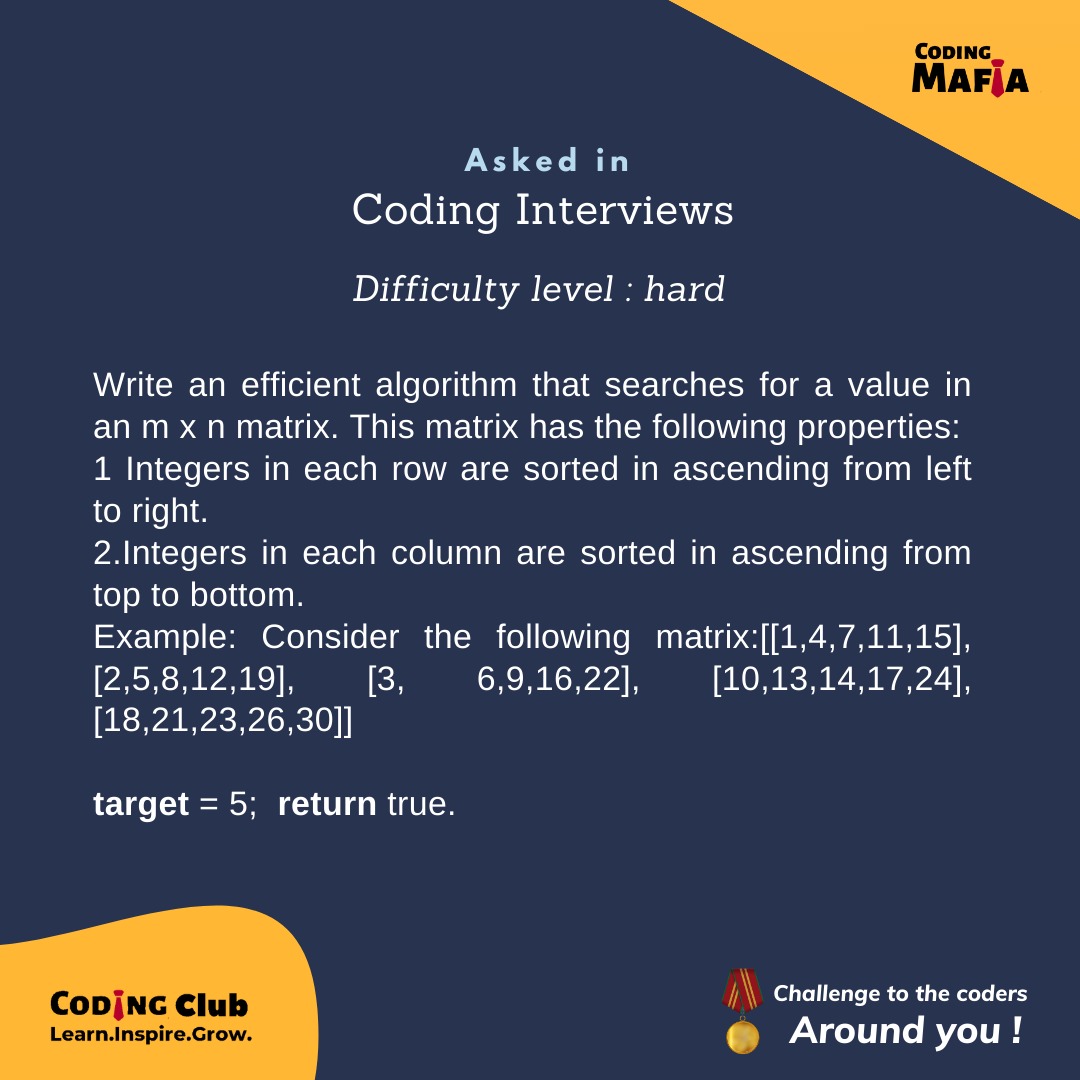 CODING
MAFIA
Asked in
Coding Interviews
Difficulty level : hard
Write an efficient algorithm that searches for a value in
an m x n matrix. This matrix has the following properties:
1 Integers in each row are sorted in ascending from left
to right.
2.Integers in each column are sorted in ascending from
top to bottom.
Example: Consider the following matrix:[[1,4,7,11,15],
[2,5,8,12,19], [3, 6,9,16,22], [10,13,14,17,24],
[18,21,23,26,30]]
target = 5; return true.
CODING Club
Learn.Inspire.Grow.
Challenge to the coders
Around you !